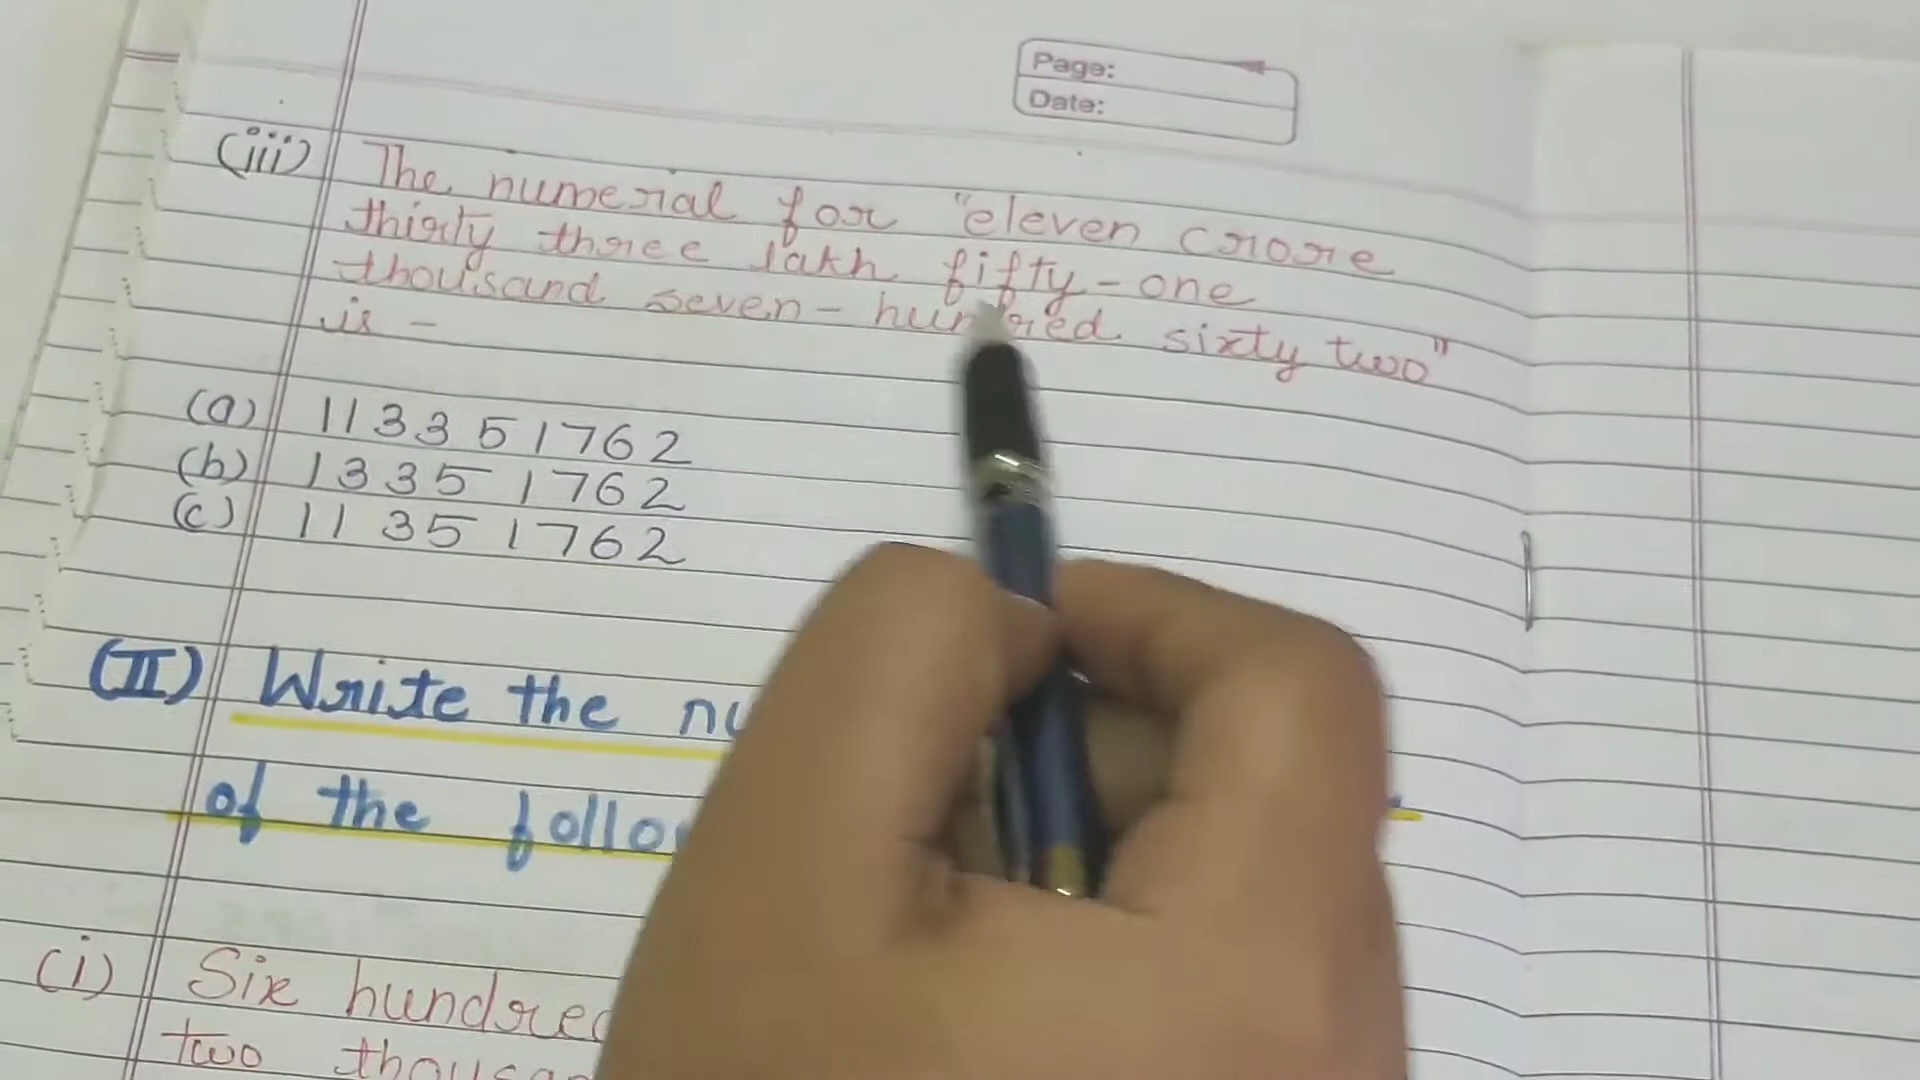 Page:
Date:
(iii) The numerial for "eleven crore
thirty three lakh fifty-one
thousand seven-hundred sixty two"
is -
(a) 113351762
(b) 13351762
(c) 11351762
(II) Write the
of the
(i) Six
two